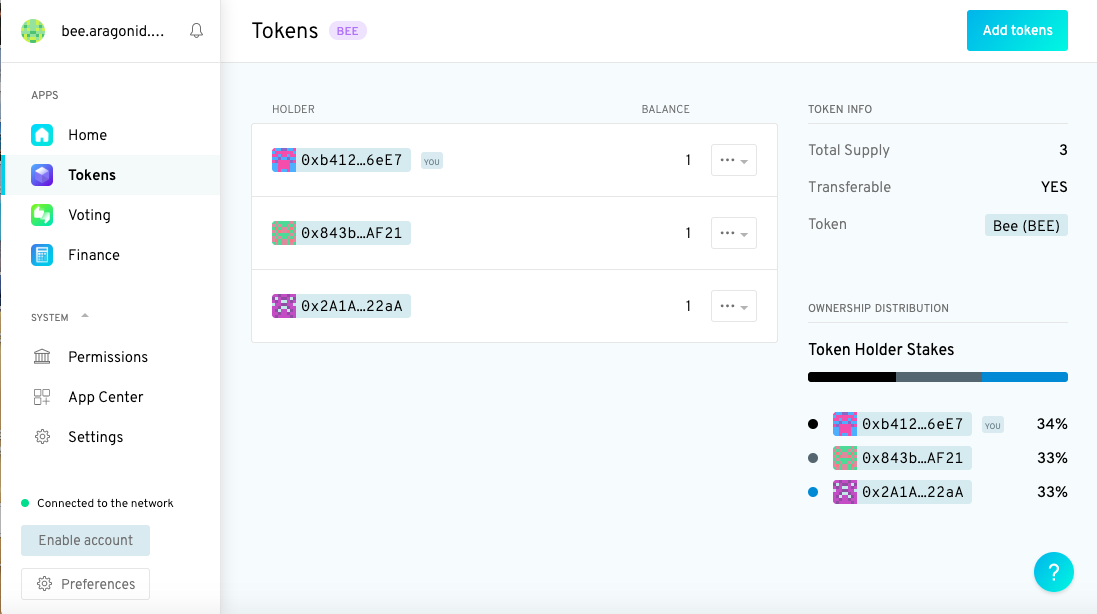 bee.aragonid.…
Tokens BEE
Add tokens
APPS
Home
Tokens
Voting
Finance
SYSTEM
Permissions
App Center
Settings
Connected to the network
Enable account
Preferences
HOLDER BALANCE
0xb412…6eE7 YOU 1
0x843b…AF21 1
0x2A1A…22aA 1
TOKEN INFO
Total Supply 3
Transferable YES
Token Bee (BEE)
OWNERSHIP DISTRIBUTION
Token Holder Stakes
0xb412…6eE7 YOU 34%
0x843b…AF21 33%
0x2A1A…22aA 33%
?